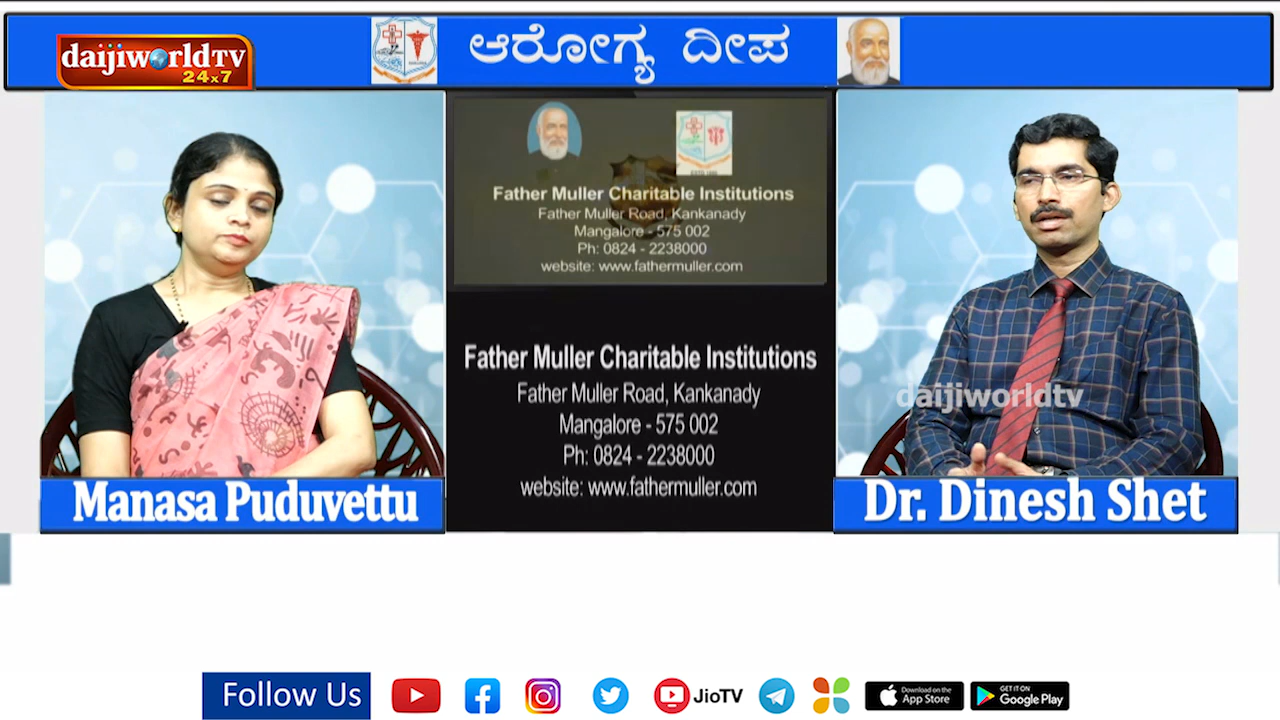 daijiworldTV
24x7
ಆರೋಗ್ಯ ದೀಪ
Father Muller Charitable Institutions
Father Muller Road, Kankanady
Mangalore - 575 002
Ph: 0824 - 2238000
website: www.fathermuller.com
Father Muller Charitable Institutions
Father Muller Road, Kankanady
Mangalore - 575 002
Ph: 0824 - 2238000
website: www.fathermuller.com
daijiworldtv
Manasa Puduvettu
Dr. Dinesh Shet
Follow Us
JioTV
Download on the
App Store
GET IT ON
Google Play